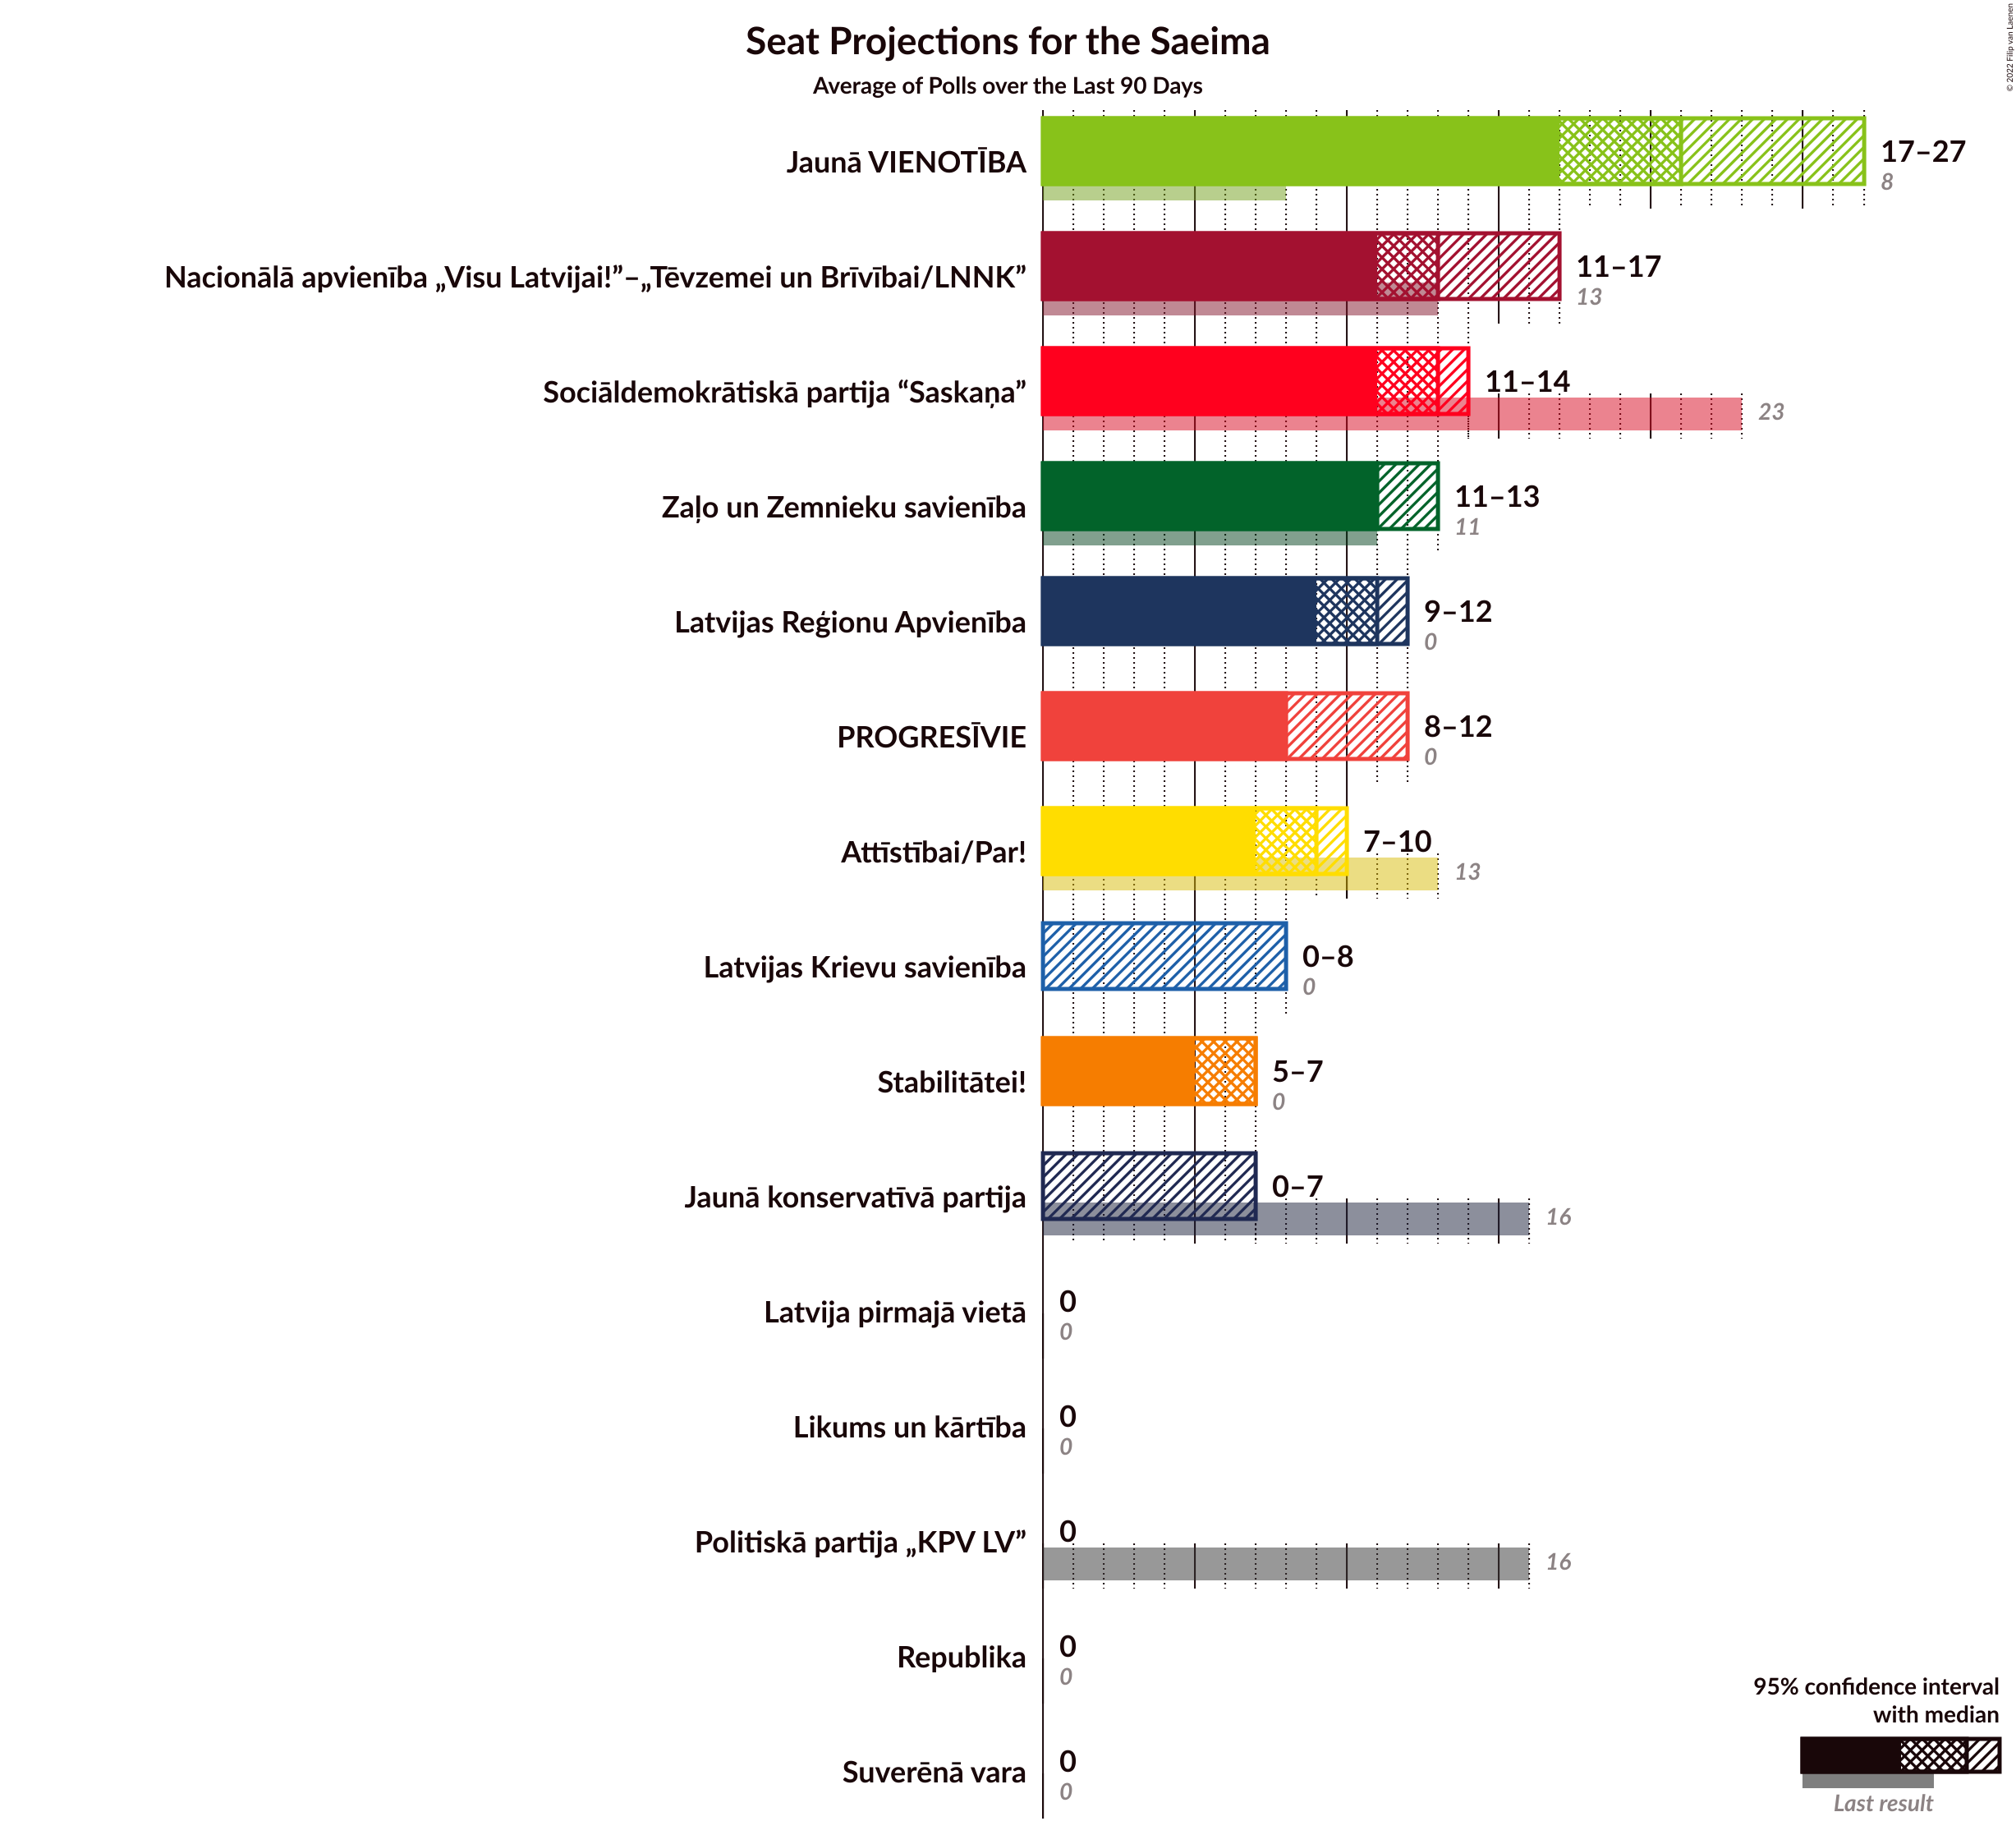 © 2022 Filip van Laenen
Seat Projections for the Saeima
Average of Polls over the Last 90 Days
Jaunā VIENOTĪBA
17–27
8
Nacionālā apvienība „Visu Latvijai!”–„Tēvzemei un Brīvībai/LNNK”
11–17
13
Sociāldemokrātiskā partija “Saskaņa”
11–14
23
Zaļo un Zemnieku savienība
11–13
11
Latvijas Reģionu Apvienība
9–12
0
PROGRESĪVIE
8–12
0
Attīstībai/Par!
7–10
13
Latvijas Krievu savienība
0–8
0
Stabilitātei!
5–7
0
Jaunā konservatīvā partija
0–7
16
Latvija pirmajā vietā
0
0
Likums un kārtība
0
0
Politiskā partija „KPV LV”
0
16
Republika
0
0
Suverēnā vara
0
0
95% confidence interval
with median
Last result